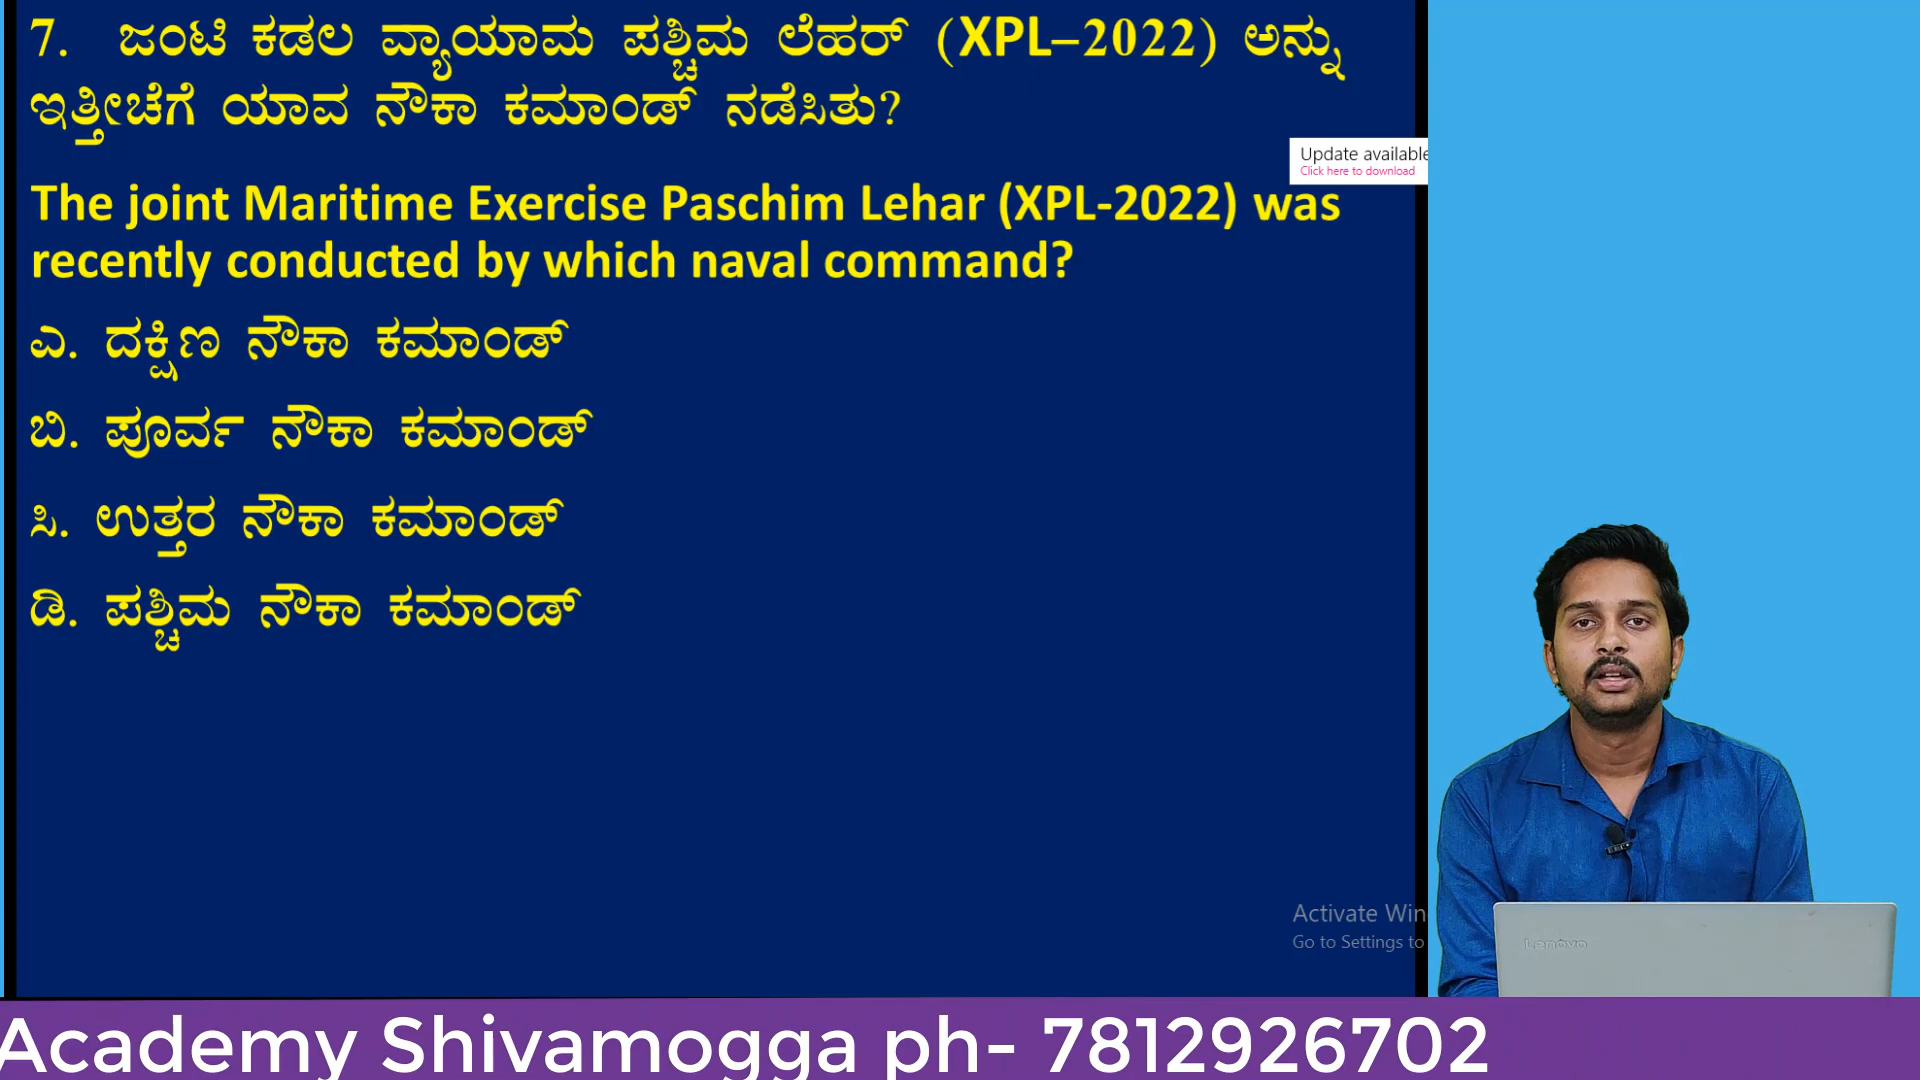 7. ಜಂಟಿ ಕಡಲ ವ್ಯಾಯಾಮ ಪಶ್ಚಿಮ ಲೆಹರ್ (XPL–2022) ಅನ್ನು
ಇತ್ತೀಚೆಗೆ ಯಾವ ನೌಕಾ ಕಮಾಂಡ್ ನಡೆಸಿತು?
Update available
Click here to download
The joint Maritime Exercise Paschim Lehar (XPL-2022) was
recently conducted by which naval command?
ಎ. ದಕ್ಷಿಣ ನೌಕಾ ಕಮಾಂಡ್
ಬಿ. ಪೂರ್ವ ನೌಕಾ ಕಮಾಂಡ್
ಸಿ. ಉತ್ತರ ನೌಕಾ ಕಮಾಂಡ್
ಡಿ. ಪಶ್ಚಿಮ ನೌಕಾ ಕಮಾಂಡ್
Activate Win
Go to Settings to
Lenovo
Academy Shivamogga ph- 7812926702